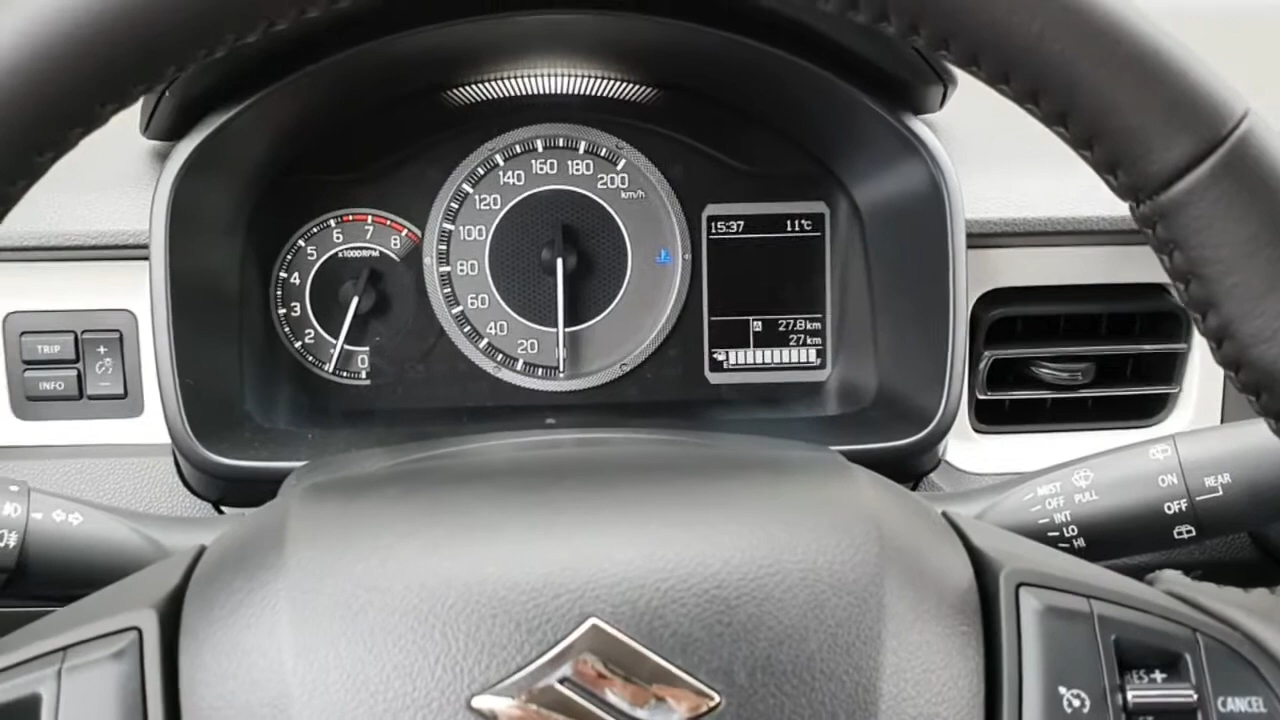 160 180
140 200
km/h
120
100
80
60
40
20
6 7 8
5
x1000RPM
4
3
2
0
15:37 11°C
A 27.8km
27 km
E F
TRIP
INFO
+
-
MIST
OFF PULL
INT
LO
HI
ON
OFF
REAR
RES+
CANCEL